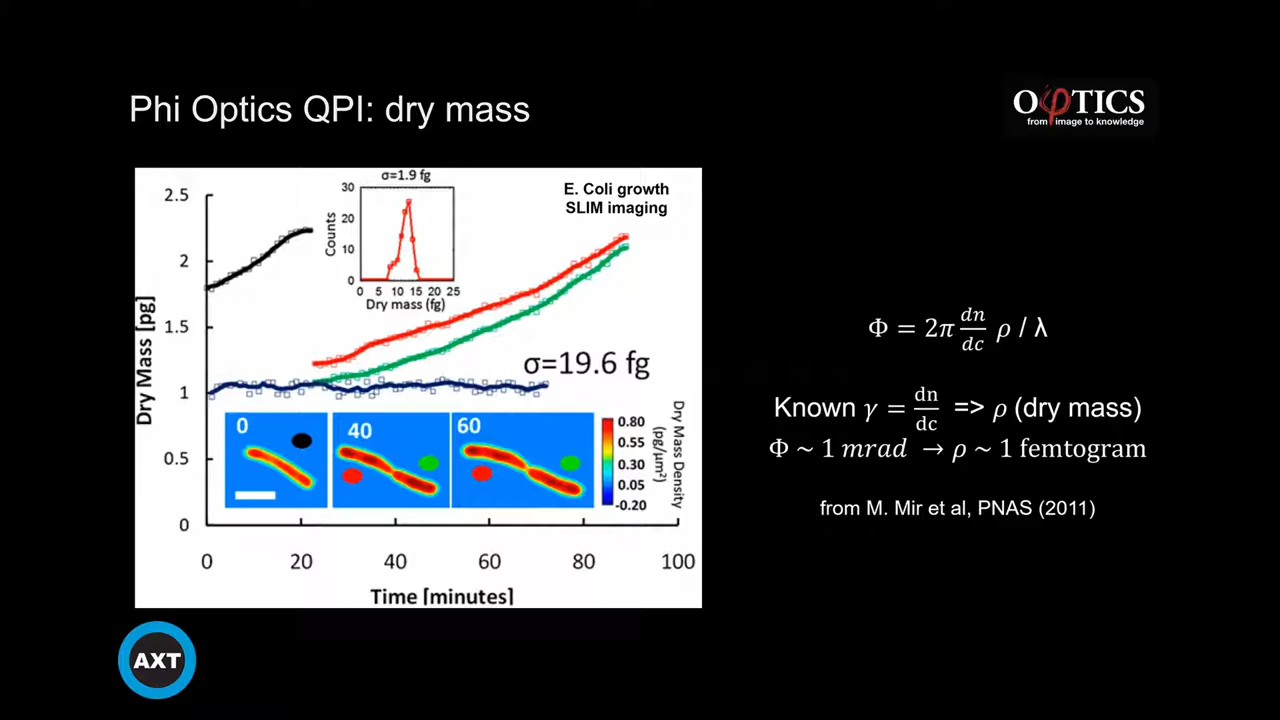 Phi Optics QPI: dry mass
OφTICS
from image to knowledge
σ=1.9 fg
30
20
10
0
Counts
0 5 10 15 20 25
Dry mass (fg)
E. Coli growth
SLIM imaging
2.5
2
1.5
1
0.5
0
Dry Mass [pg]
σ=19.6 fg
0
40
60
0.80
0.55
0.30
0.05
-0.20
Dry Mass Density
(pg/μm²)
0 20 40 60 80 100
Time [minutes]
Φ = 2π dn/dc ρ / λ
Known γ = dn/dc => ρ (dry mass)
Φ ~ 1 mrad → ρ ~ 1 femtogram
from M. Mir et al, PNAS (2011)
AXT